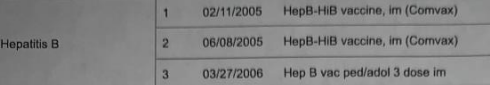 1 02/11/2005 HepB-HiB vaccine, im (Comvax)
Hepatitis B 2 06/08/2005 HepB-HiB vaccine, im (Comvax)
3 03/27/2006 Hep B vac ped/adol 3 dose im